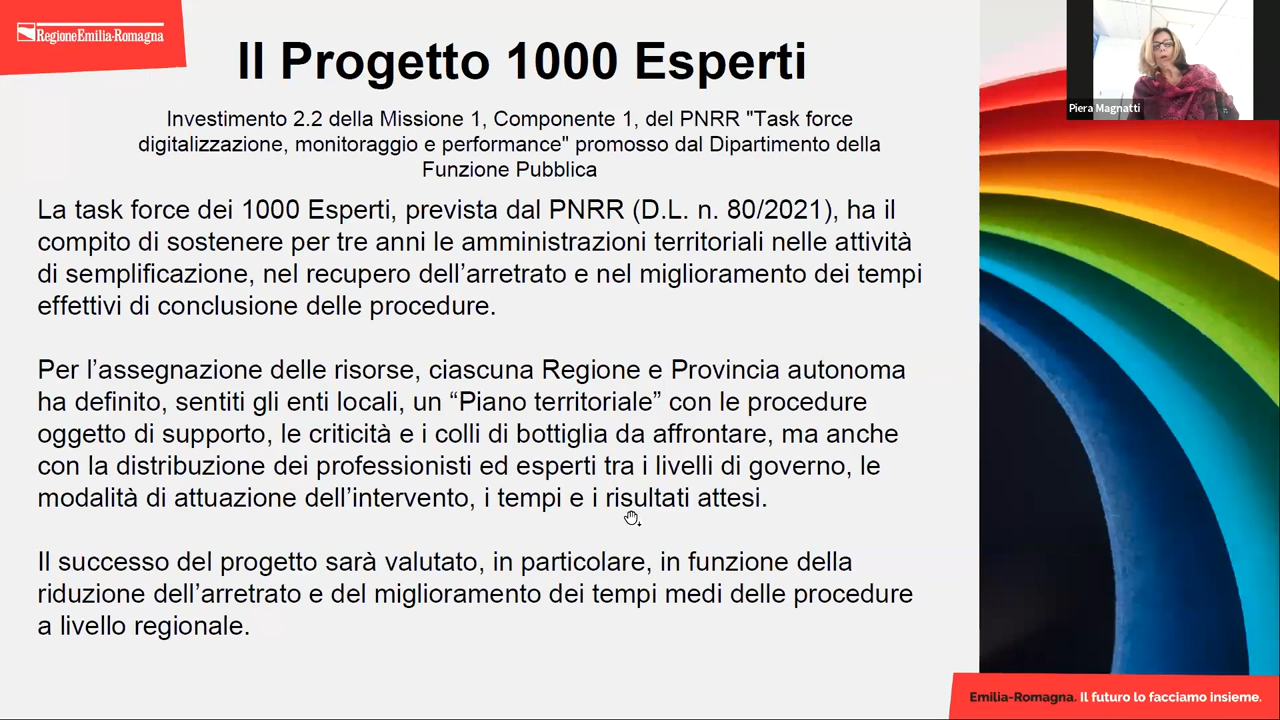 RegioneEmilia-Romagna
Il Progetto 1000 Esperti
Piera Magnatti
Investimento 2.2 della Missione 1, Componente 1, del PNRR "Task force
digitalizzazione, monitoraggio e performance" promosso dal Dipartimento della
Funzione Pubblica
La task force dei 1000 Esperti, prevista dal PNRR (D.L. n. 80/2021), ha il
compito di sostenere per tre anni le amministrazioni territoriali nelle attività
di semplificazione, nel recupero dell’arretrato e nel miglioramento dei tempi
effettivi di conclusione delle procedure.
Per l’assegnazione delle risorse, ciascuna Regione e Provincia autonoma
ha definito, sentiti gli enti locali, un “Piano territoriale” con le procedure
oggetto di supporto, le criticità e i colli di bottiglia da affrontare, ma anche
con la distribuzione dei professionisti ed esperti tra i livelli di governo, le
modalità di attuazione dell’intervento, i tempi e i risultati attesi.
Il successo del progetto sarà valutato, in particolare, in funzione della
riduzione dell’arretrato e del miglioramento dei tempi medi delle procedure
a livello regionale.
Emilia-Romagna. Il futuro lo facciamo insieme.